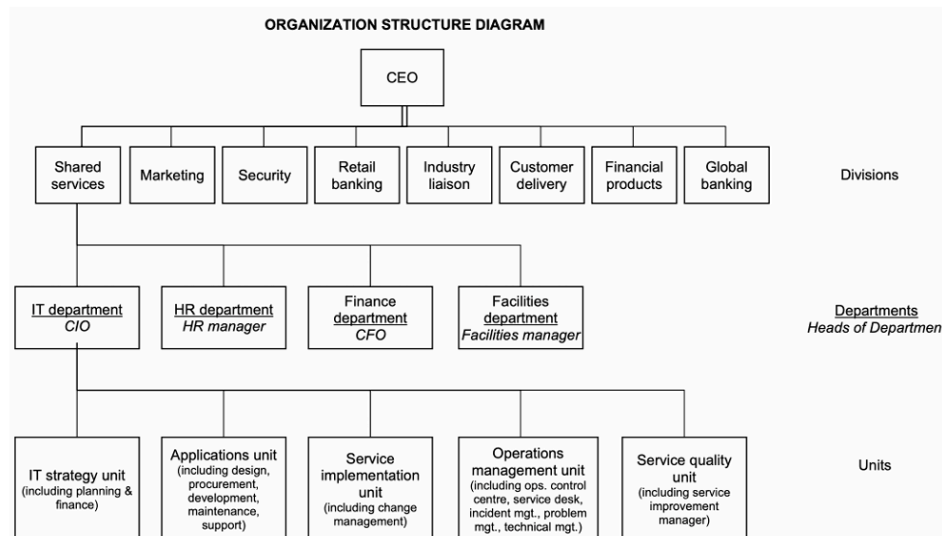 ORGANIZATION STRUCTURE DIAGRAM
CEO
Shared
services
Marketing
Security
Retail
banking
Industry
liaison
Customer
delivery
Financial
products
Global
banking
Divisions
IT department
CIO
HR department
HR manager
Finance
department
CFO
Facilities
department
Facilities manager
Departments
Heads of Departmen
IT strategy unit
(including planning &
finance)
Applications unit
(including design,
procurement,
development,
maintenance,
support)
Service
implementation
unit
(including change
management)
Operations
management unit
(including ops. control
centre, service desk,
incident mgt., problem
mgt., technical mgt.)
Service quality
unit
(including service
improvement
manager)
Units